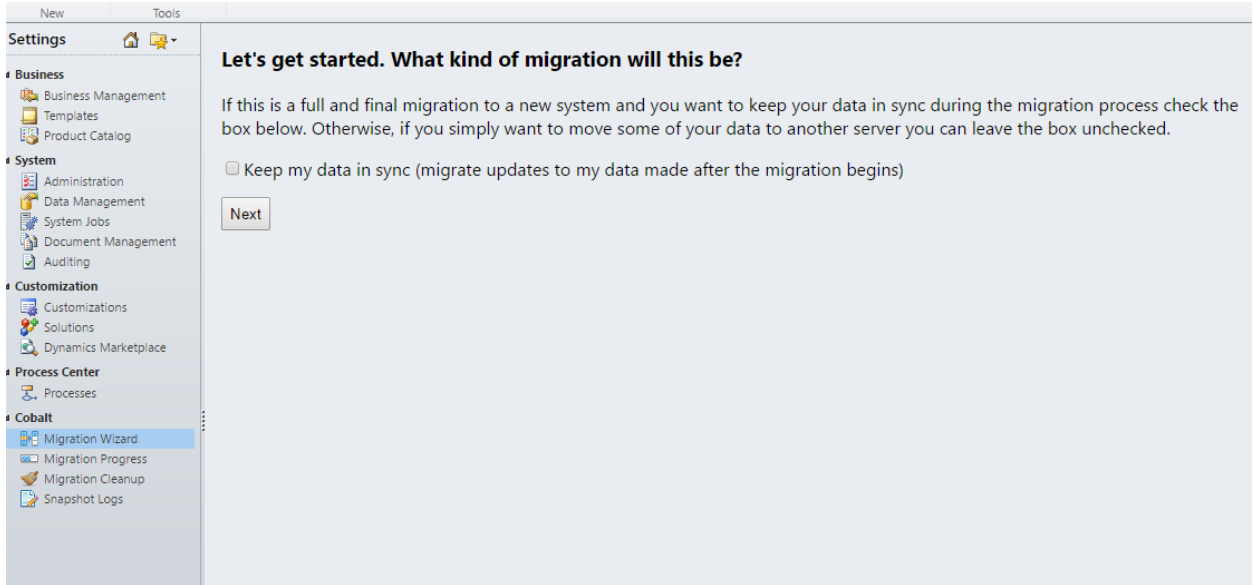 New Tools
Settings
Business
Business Management
Templates
Product Catalog
System
Administration
Data Management
System Jobs
Document Management
Auditing
Customization
Customizations
Solutions
Dynamics Marketplace
Process Center
Processes
Cobalt
Migration Wizard
Migration Progress
Migration Cleanup
Snapshot Logs
Let's get started. What kind of migration will this be?
If this is a full and final migration to a new system and you want to keep your data in sync during the migration process check the
box below. Otherwise, if you simply want to move some of your data to another server you can leave the box unchecked.
Keep my data in sync (migrate updates to my data made after the migration begins)
Next